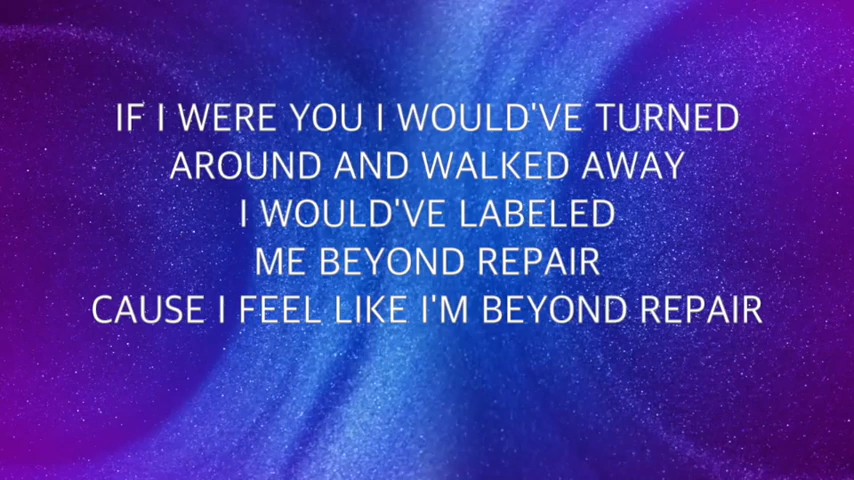 IF I WERE YOU I WOULD'VE TURNED
AROUND AND WALKED AWAY
I WOULD'VE LABELED
ME BEYOND REPAIR
CAUSE I FEEL LIKE I'M BEYOND REPAIR